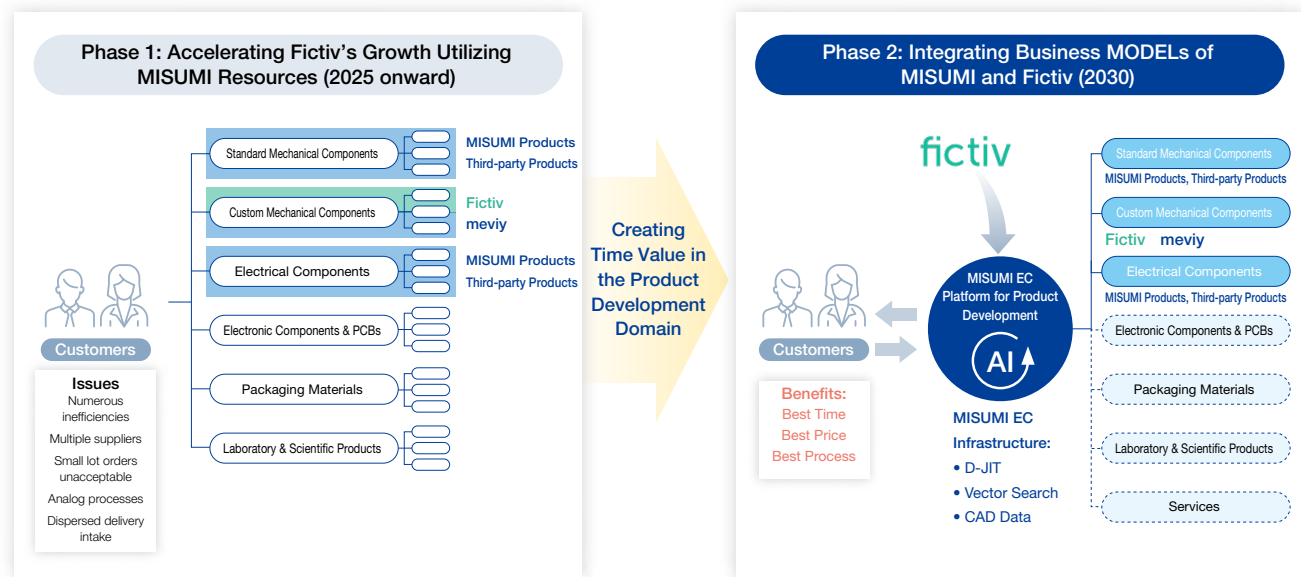 Phase 1: Accelerating Fictiv's Growth Utilizing
MISUMI Resources (2025 onward)
Standard Mechanical Components
MISUMI Products
Third-party Products
Custom Mechanical Components
Fictiv
meviy
Electrical Components
MISUMI Products
Third-party Products
Electronic Components & PCBs
Packaging Materials
Laboratory & Scientific Products
Customers
Issues
Numerous
inefficiencies
Multiple suppliers
Small lot orders
unacceptable
Analog processes
Dispersed delivery
intake
Creating
Time Value in
the Product
Development
Domain
Phase 2: Integrating Business MODELs of
MISUMI and Fictiv (2030)
fictiv
Customers
Benefits:
Best Time
Best Price
Best Process
MISUMI EC
Platform for Product
Development
AI
MISUMI EC
Infrastructure:
• D-JIT
• Vector Search
• CAD Data
Standard Mechanical Components
MISUMI Products, Third-party Products
Custom Mechanical Components
Fictiv meviy
Electrical Components
MISUMI Products, Third-party Products
Electronic Components & PCBs
Packaging Materials
Laboratory & Scientific Products
Services